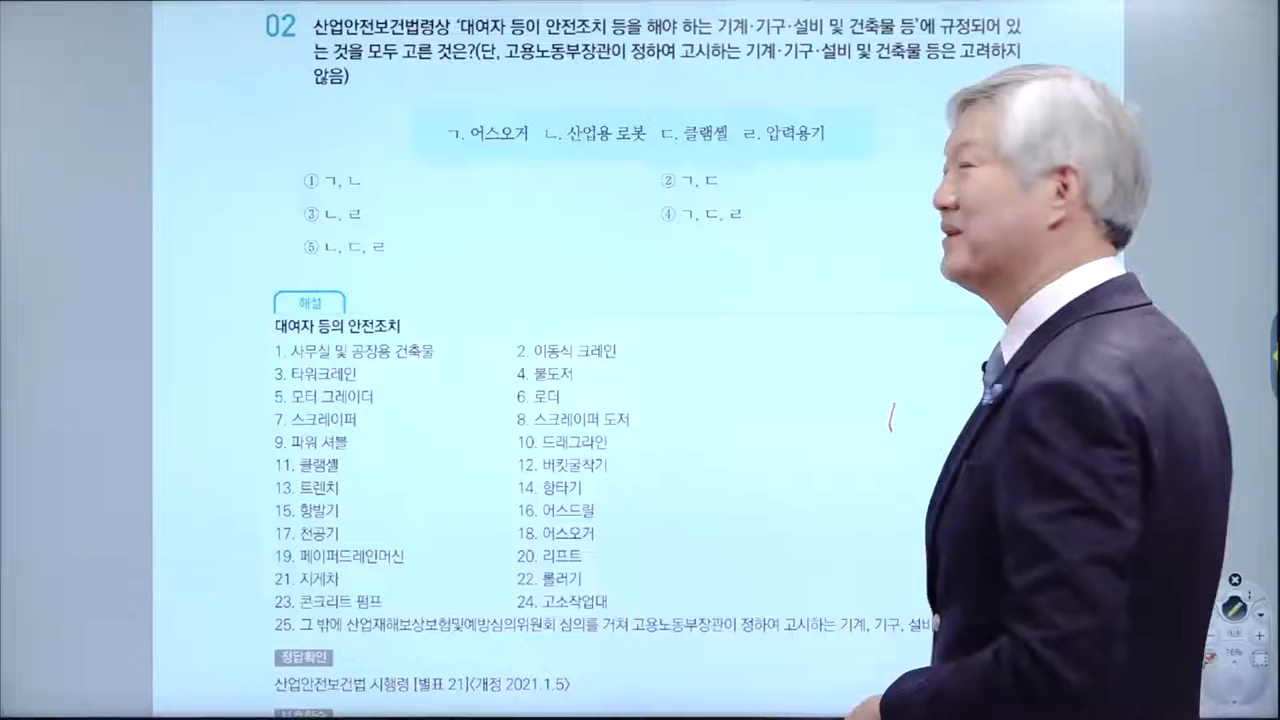 02 산업안전보건법령상 ‘대여자 등이 안전조치 등을 해야 하는 기계·기구·설비 및 건축물 등’에 규정되어 있
는 것을 모두 고른 것은?(단, 고용노동부장관이 정하여 고시하는 기계·기구·설비 및 건축물 등은 고려하지
않음)
ㄱ. 어스오거 ㄴ. 산업용 로봇 ㄷ. 클램셸 ㄹ. 압력용기
① ㄱ, ㄴ ② ㄱ, ㄷ
③ ㄴ, ㄹ ④ ㄱ, ㄷ, ㄹ
⑤ ㄴ, ㄷ, ㄹ
해설
대여자 등의 안전조치
1. 사무실 및 공장용 건축물 2. 이동식 크레인
3. 타워크레인 4. 불도저
5. 모터 그레이더 6. 로더
7. 스크레이퍼 8. 스크레이퍼 도저
9. 파워 셔블 10. 드래그라인
11. 클램셸 12. 버킷굴착기
13. 트렌치 14. 항타기
15. 항발기 16. 어스드릴
17. 천공기 18. 어스오거
19. 페이퍼드레인머신 20. 리프트
21. 지게차 22. 롤러기
23. 콘크리트 펌프 24. 고소작업대
25. 그 밖에 산업재해보상보험및예방심의위원회 심의를 거쳐 고용노동부장관이 정하여 고시하는 기계, 기구, 설비
정답확인
산업안전보건법 시행령 [별표 21]<개정 2021.1.5>
76%